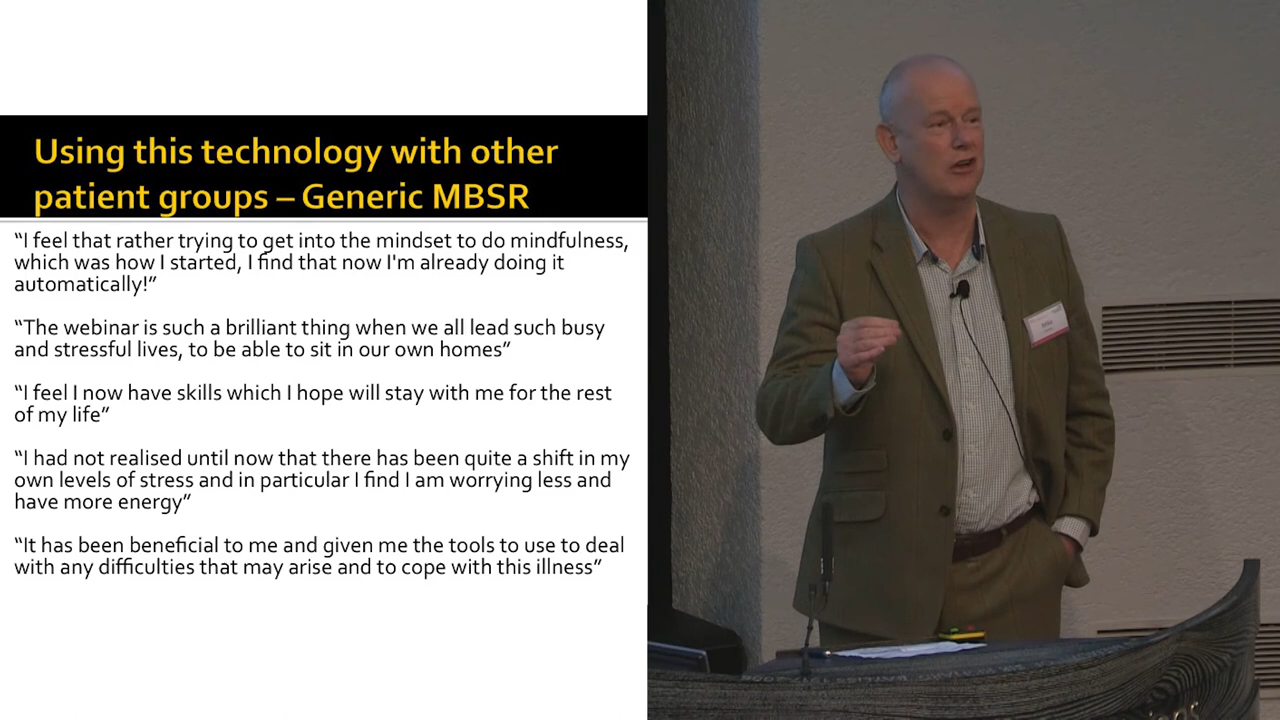 Using this technology with other
patient groups – Generic MBSR
“I feel that rather trying to get into the mindset to do mindfulness,
which was how I started, I find that now I'm already doing it
automatically!”
“The webinar is such a brilliant thing when we all lead such busy
and stressful lives, to be able to sit in our own homes”
“I feel I now have skills which I hope will stay with me for the rest
of my life”
“I had not realised until now that there has been quite a shift in my
own levels of stress and in particular I find I am worrying less and
have more energy”
“It has been beneficial to me and given me the tools to use to deal
with any difficulties that may arise and to cope with this illness”